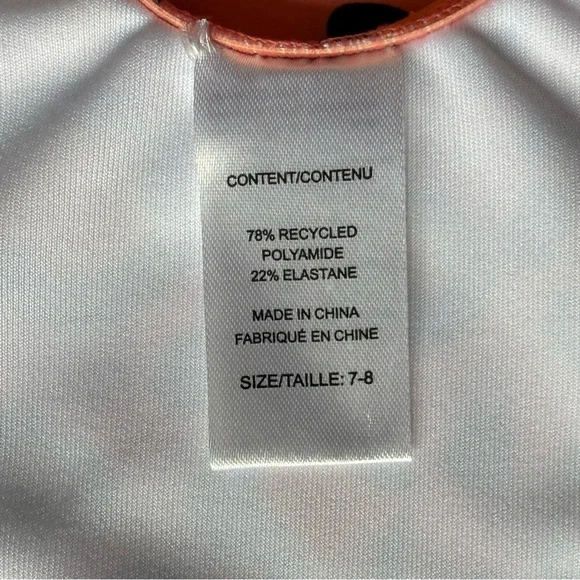 CONTENT/CONTENU
78% RECYCLED
POLYAMIDE
22% ELASTANE
MADE IN CHINA
FABRIQUÉ EN CHINE
SIZE/TAILLE: 7-8